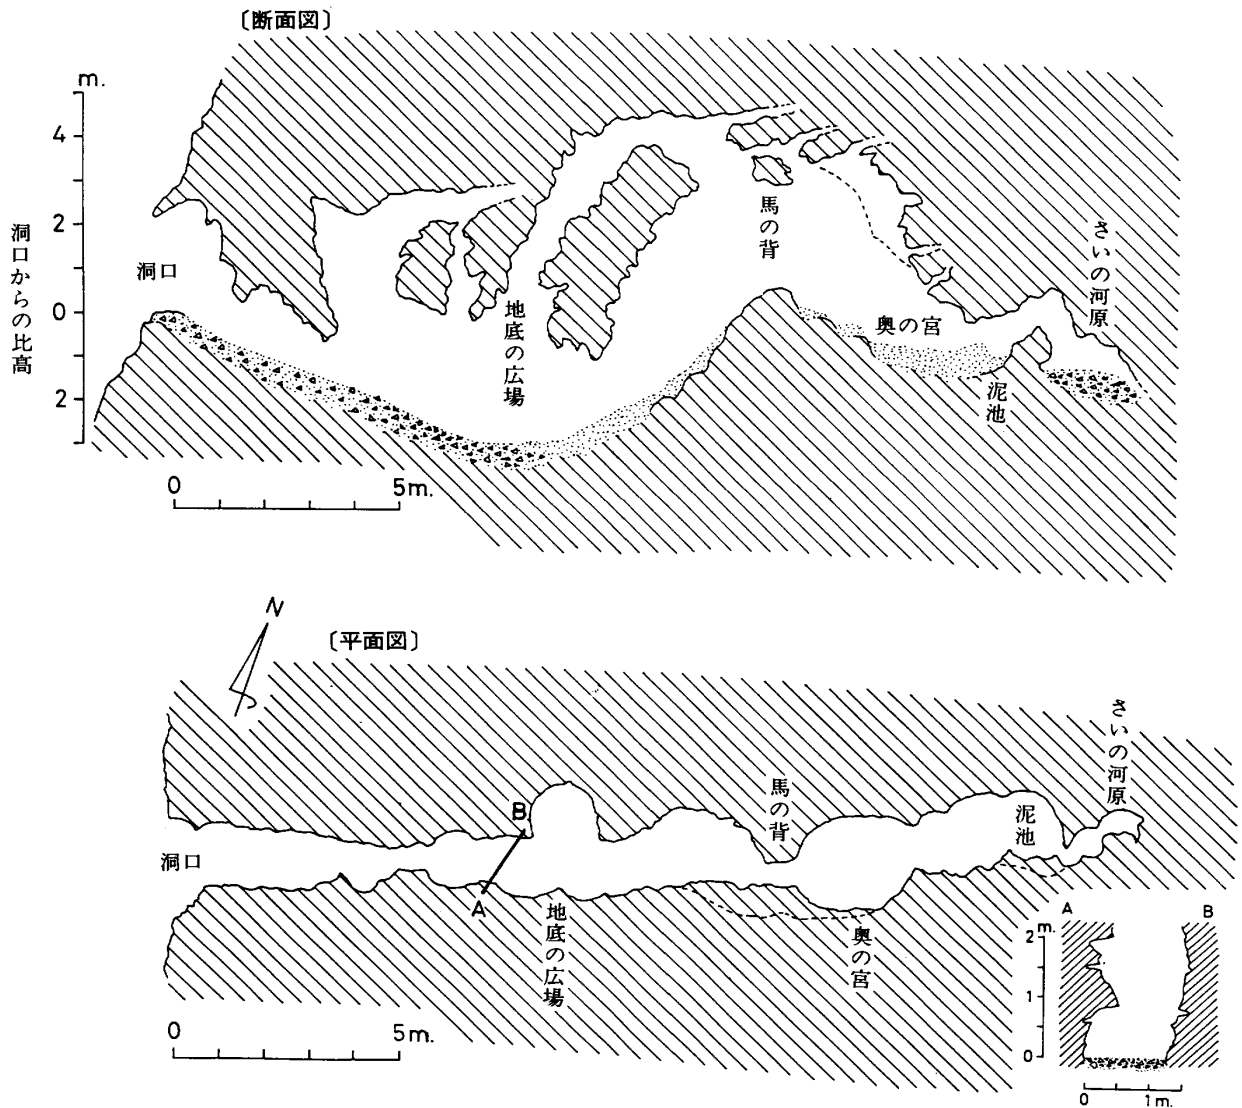 〔断面図〕
m.
4
2
0
2
洞口からの比高
洞口
地底の広場
馬の背
奥の宮
泥池
さいの河原
0 5m.
N
〔平面図〕
洞口
B
A
地底の広場
馬の背
奥の宮
泥池
さいの河原
0 5m.
A B
m.
2
1
0
0 1m.